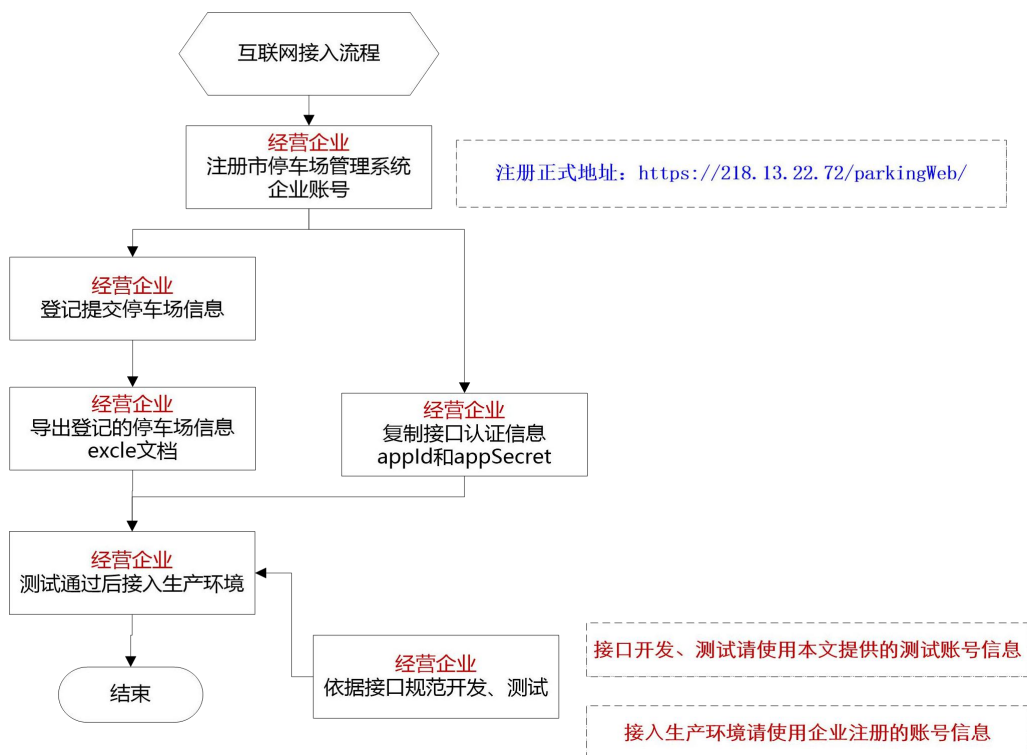 互联网接入流程
经营企业
注册市停车场管理系统
企业账号
注册正式地址：https://218.13.22.72/parkingWeb/
经营企业
登记提交停车场信息
经营企业
导出登记的停车场信息
excle文档
经营企业
复制接口认证信息
appId和appSecret
经营企业
测试通过后接入生产环境
经营企业
依据接口规范开发、测试
接口开发、测试请使用本文提供的测试账号信息
结束
接入生产环境请使用企业注册的账号信息